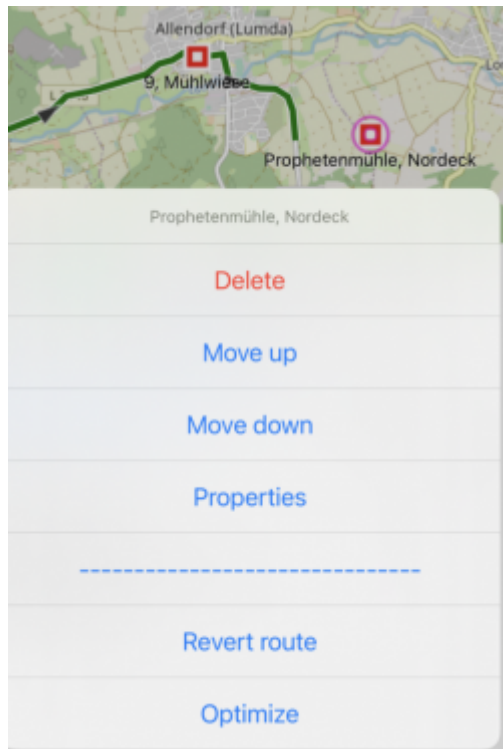 Allendorf (Lumda)
9, Mühlwiese
Prophetenmühle, Nordeck
Prophetenmühle, Nordeck
Delete
Move up
Move down
Properties
-------------------------------
Revert route
Optimize